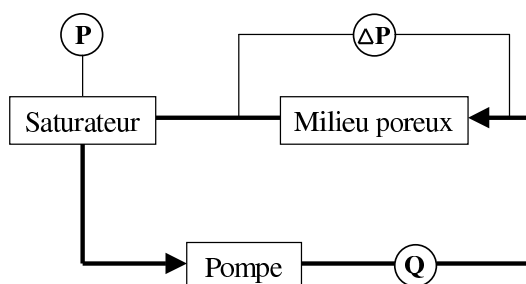 P
ΔP
Saturateur
Milieu poreux
Pompe
Q